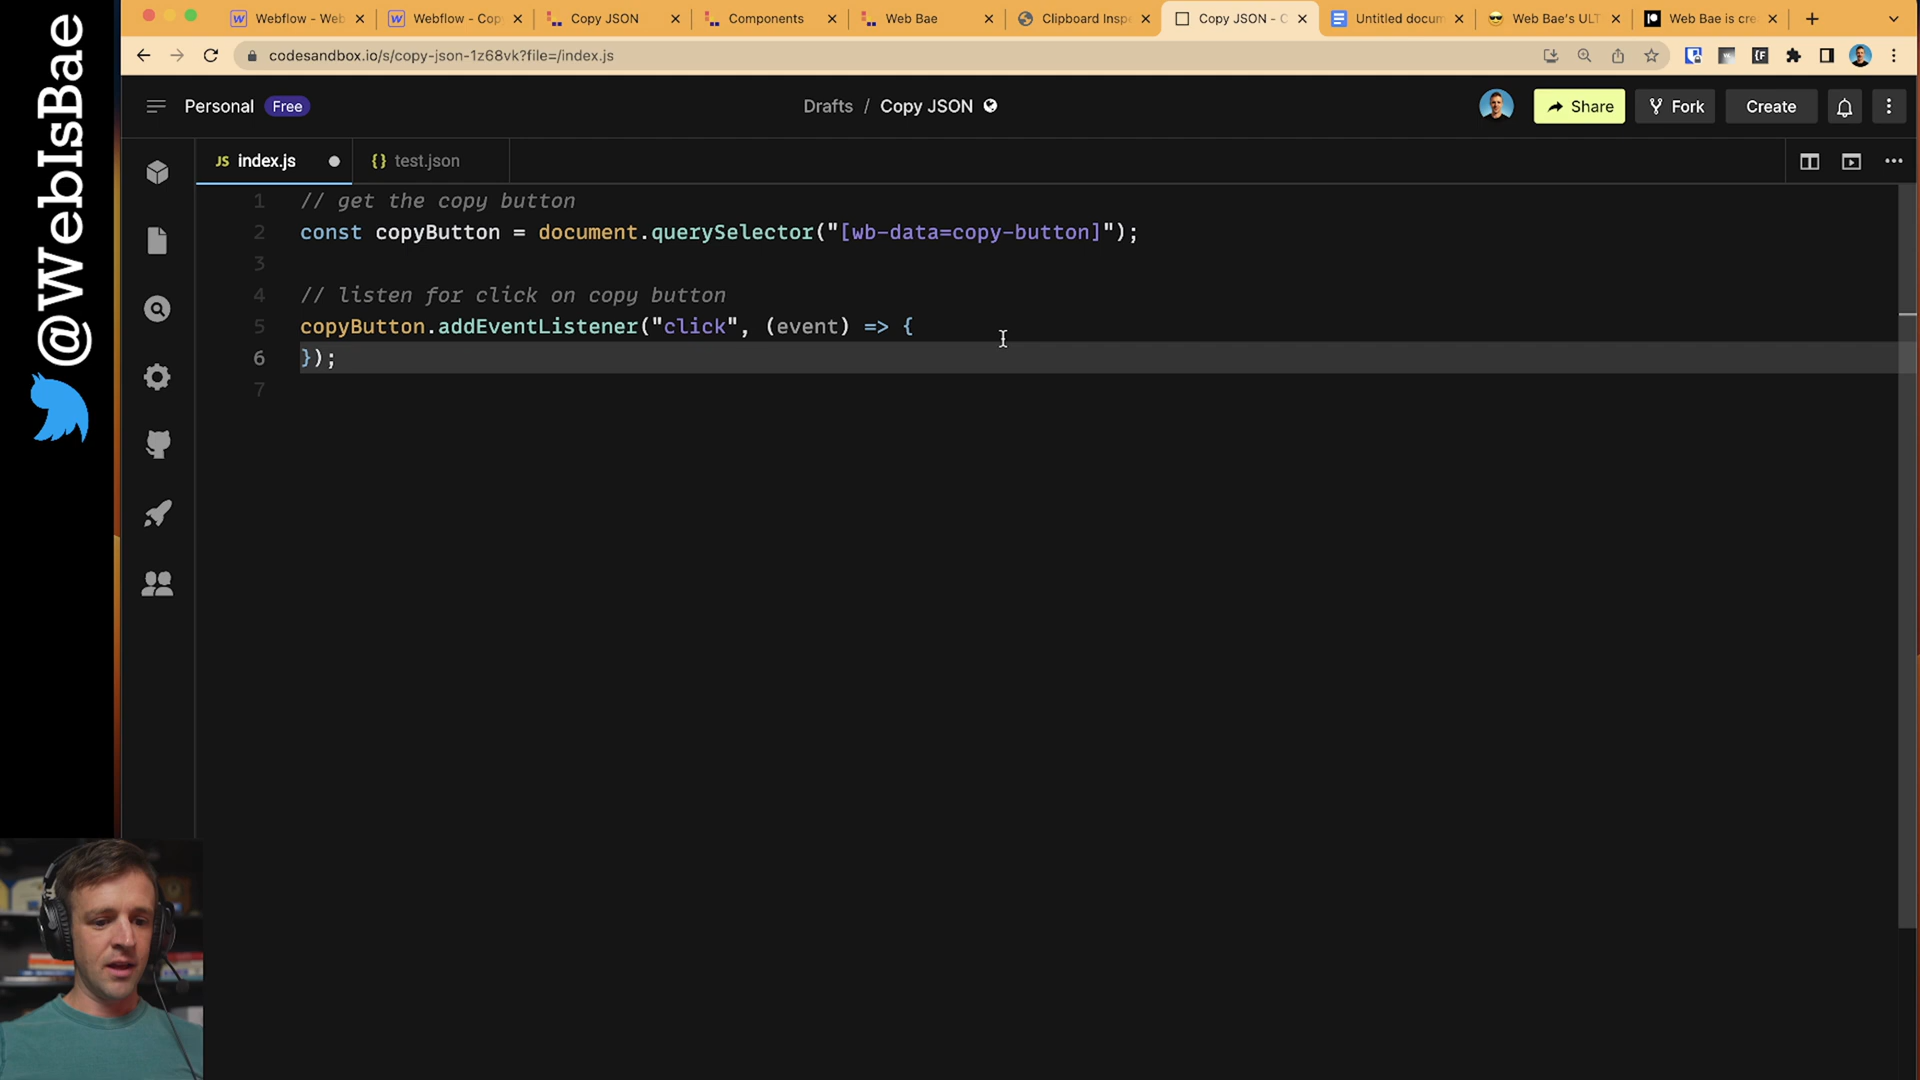 @WebIsBae
Webflow - Web
Webflow - Cop
Copy JSON
Components
Web Bae
Clipboard Insp
Copy JSON - C
Untitled docum
Web Bae's ULT
Web Bae is cre
codesandbox.io/s/copy-json-1z68vk?file=/index.js
Personal Free
Drafts / Copy JSON
Share
Fork
Create
JS index.js
{} test.json
1 // get the copy button
2 const copyButton = document.querySelector("[wb-data=copy-button]");
3
4 // listen for click on copy button
5 copyButton.addEventListener("click", (event) => {
6 });
7